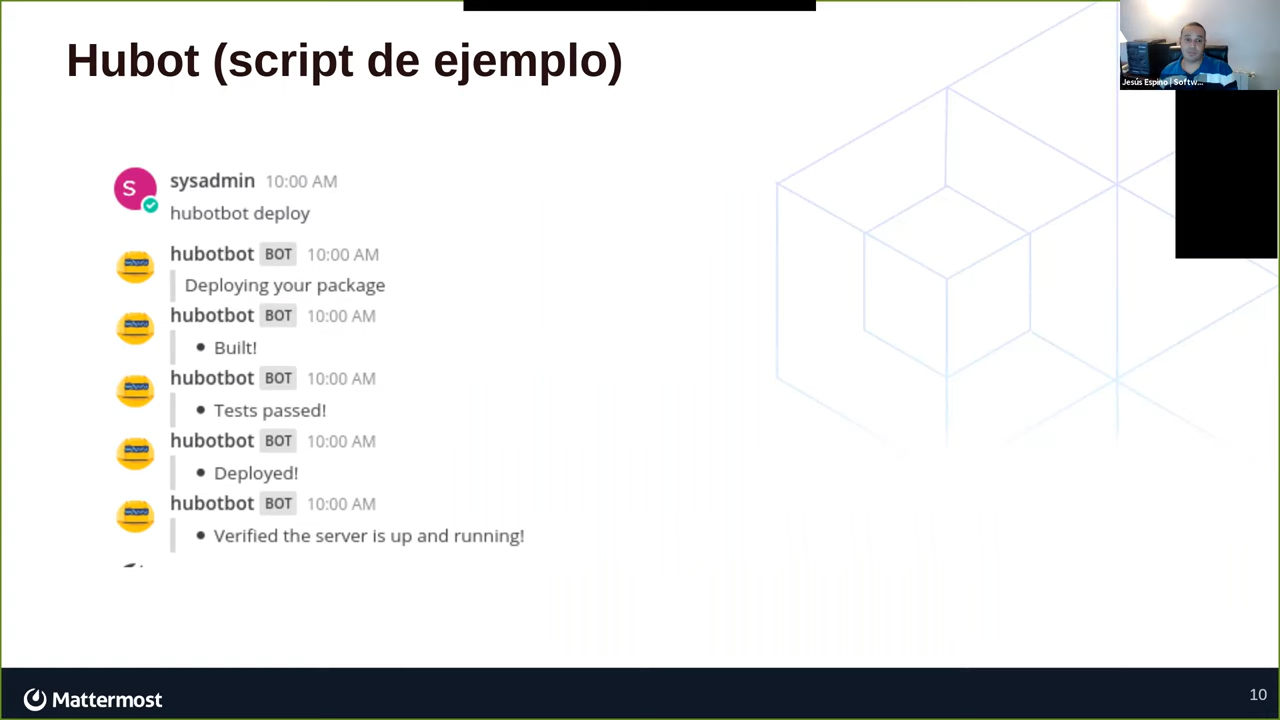 Hubot (script de ejemplo)
Jesús Espino | Softw...
S
sysadmin 10:00 AM
hubotbot deploy
hubotbot BOT 10:00 AM
Deploying your package
hubotbot BOT 10:00 AM
• Built!
hubotbot BOT 10:00 AM
• Tests passed!
hubotbot BOT 10:00 AM
• Deployed!
hubotbot BOT 10:00 AM
• Verified the server is up and running!
Mattermost
10